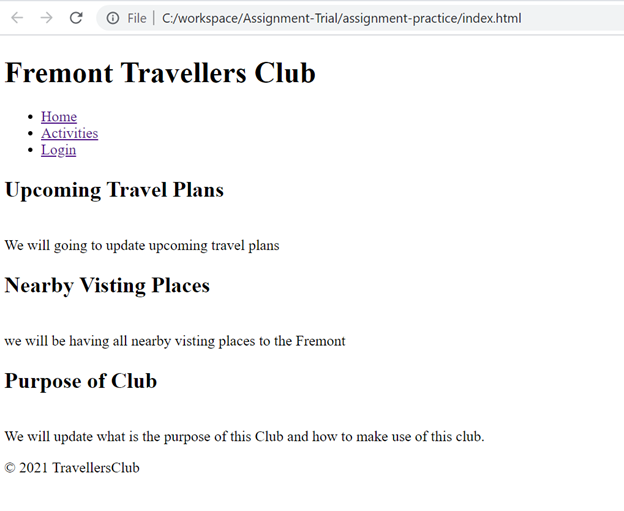 File | C:/workspace/Assignment-Trial/assignment-practice/index.html
Fremont Travellers Club
Home
Activities
Login
Upcoming Travel Plans
We will going to update upcoming travel plans
Nearby Visting Places
we will be having all nearby visting places to the Fremont
Purpose of Club
We will update what is the purpose of this Club and how to make use of this club.
© 2021 TravellersClub